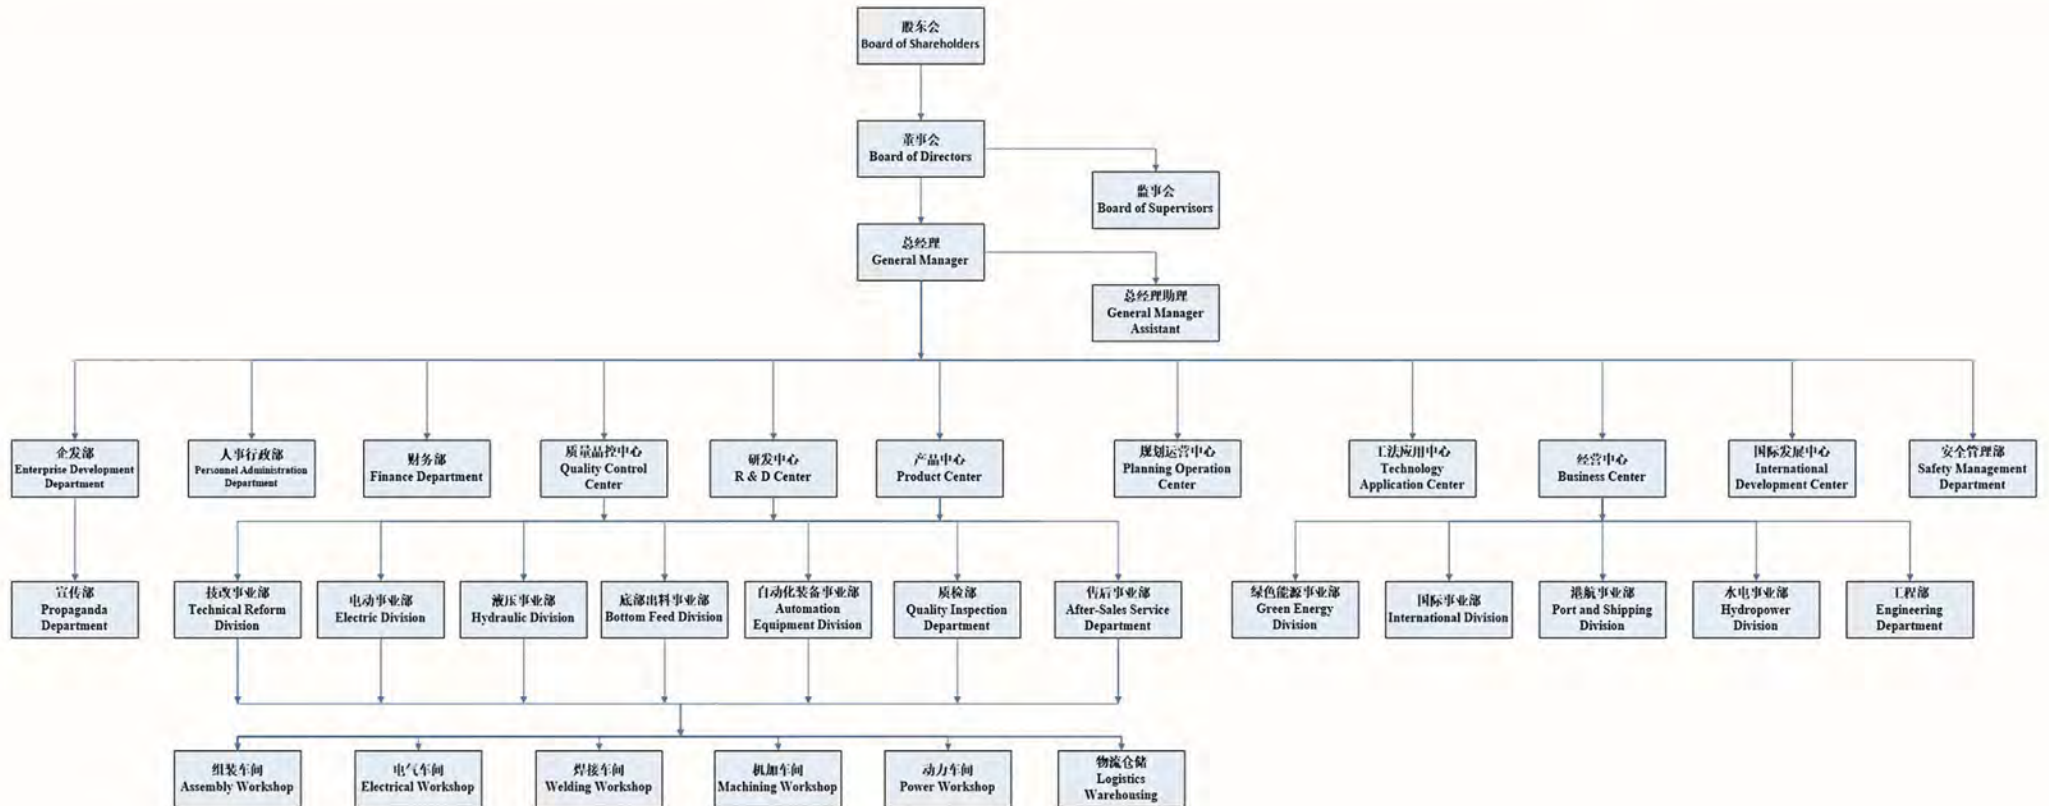 股东会
Board of Shareholders
董事会
Board of Directors
监事会
Board of Supervisors
总经理
General Manager
总经理助理
General Manager
Assistant
企发部
Enterprise Development
Department
人事行政部
Personnel Administration
Department
财务部
Finance Department
质量品控中心
Quality Control
Center
研发中心
R & D Center
产品中心
Product Center
规划运营中心
Planning Operation
Center
工法应用中心
Technology
Application Center
经营中心
Business Center
国际发展中心
International
Development Center
安全管理部
Safety Management
Department
宣传部
Propaganda
Department
技改事业部
Technical Reform
Division
电动事业部
Electric Division
液压事业部
Hydraulic Division
底部出料事业部
Bottom Feed Division
自动化装备事业部
Automation
Equipment Division
质检部
Quality Inspection
Department
售后事业部
After-Sales Service
Department
绿色能源事业部
Green Energy
Division
国际事业部
International Division
港航事业部
Port and Shipping
Division
水电事业部
Hydropower
Division
工程部
Engineering
Department
组装车间
Assembly Workshop
电气车间
Electrical Workshop
焊接车间
Welding Workshop
机加车间
Machining Workshop
动力车间
Power Workshop
物流仓储
Logistics
Warehousing